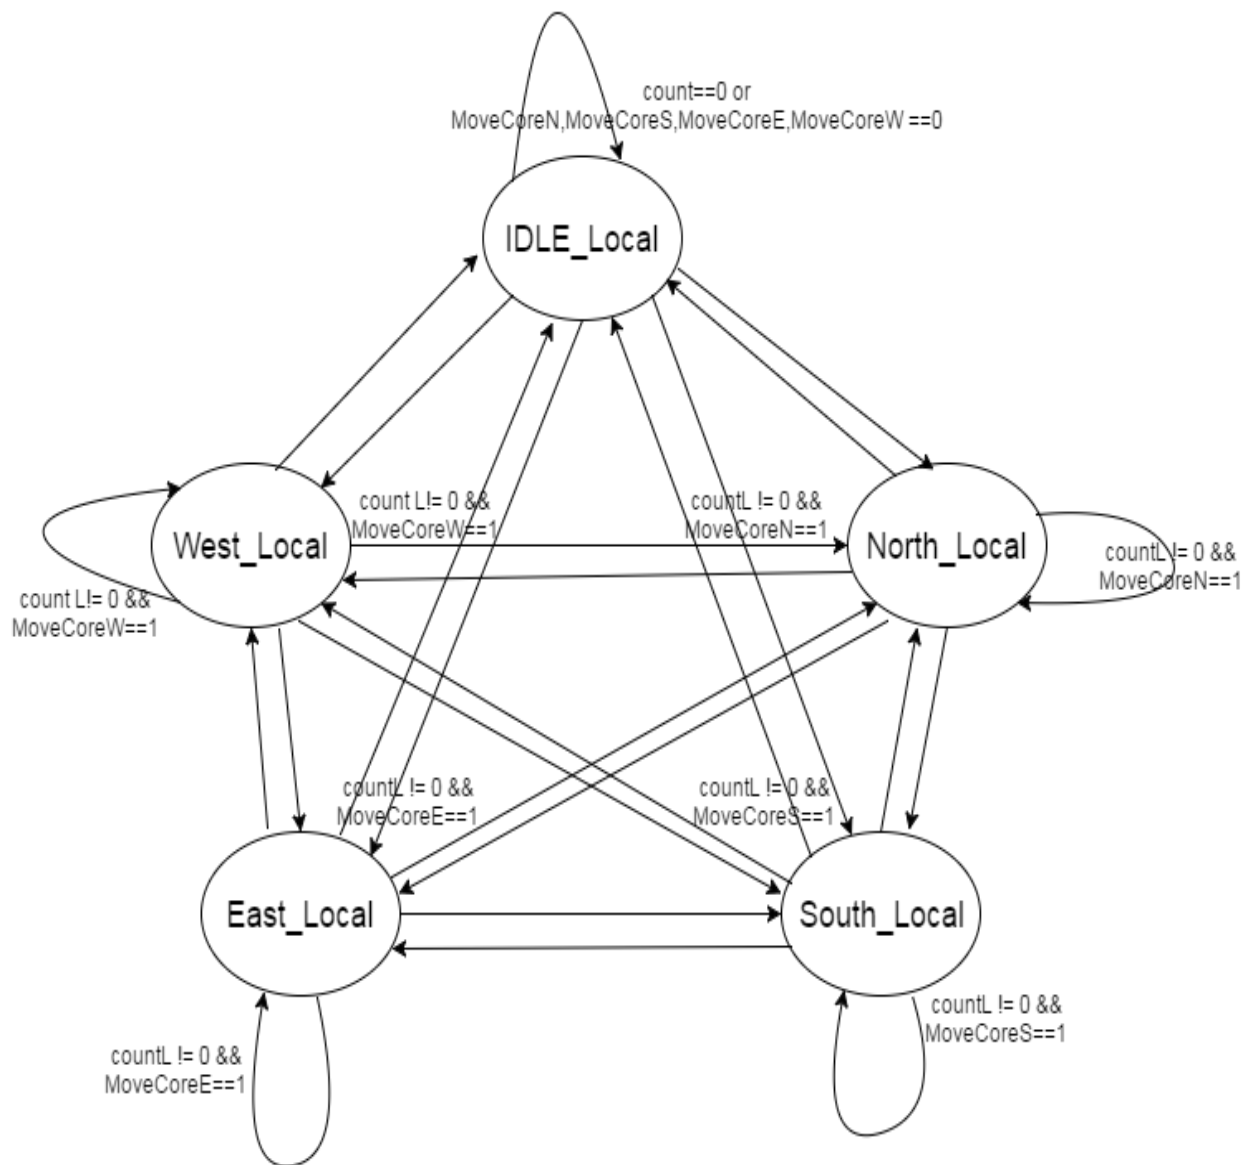 count==0 or
MoveCoreN,MoveCoreS,MoveCoreE,MoveCoreW ==0
IDLE_Local
count L!= 0 &&
MoveCoreW==1
countL != 0 &&
MoveCoreN==1
West_Local
North_Local
countL != 0 &&
MoveCoreN==1
count L!= 0 &&
MoveCoreW==1
countL != 0 &&
MoveCoreE==1
countL != 0 &&
MoveCoreS==1
East_Local
South_Local
countL != 0 &&
MoveCoreE==1
countL != 0 &&
MoveCoreS==1